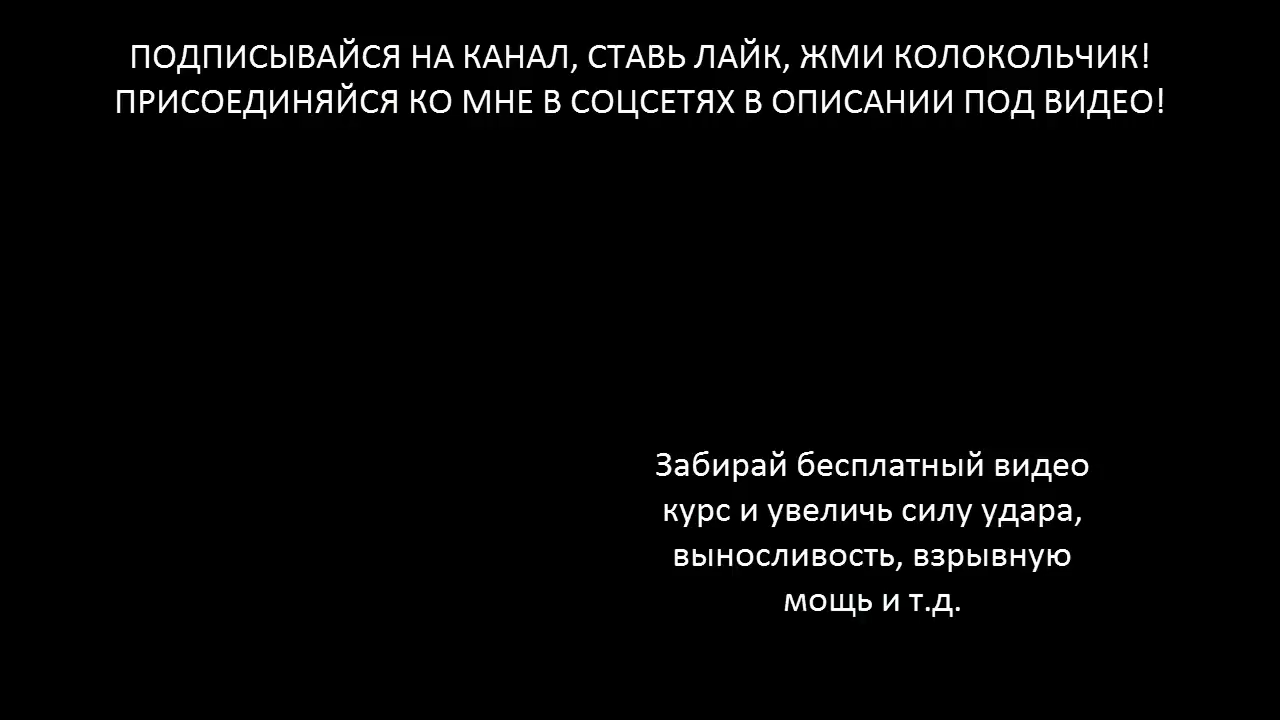 ПОДПИСЫВАЙСЯ НА КАНАЛ, СТАВЬ ЛАЙК, ЖМИ КОЛОКОЛЬЧИК!
ПРИСОЕДИНЯЙСЯ КО МНЕ В СОЦСЕТЯХ В ОПИСАНИИ ПОД ВИДЕО!
Забирай бесплатный видео
курс и увеличь силу удара,
выносливость, взрывную
мощь и т.д.